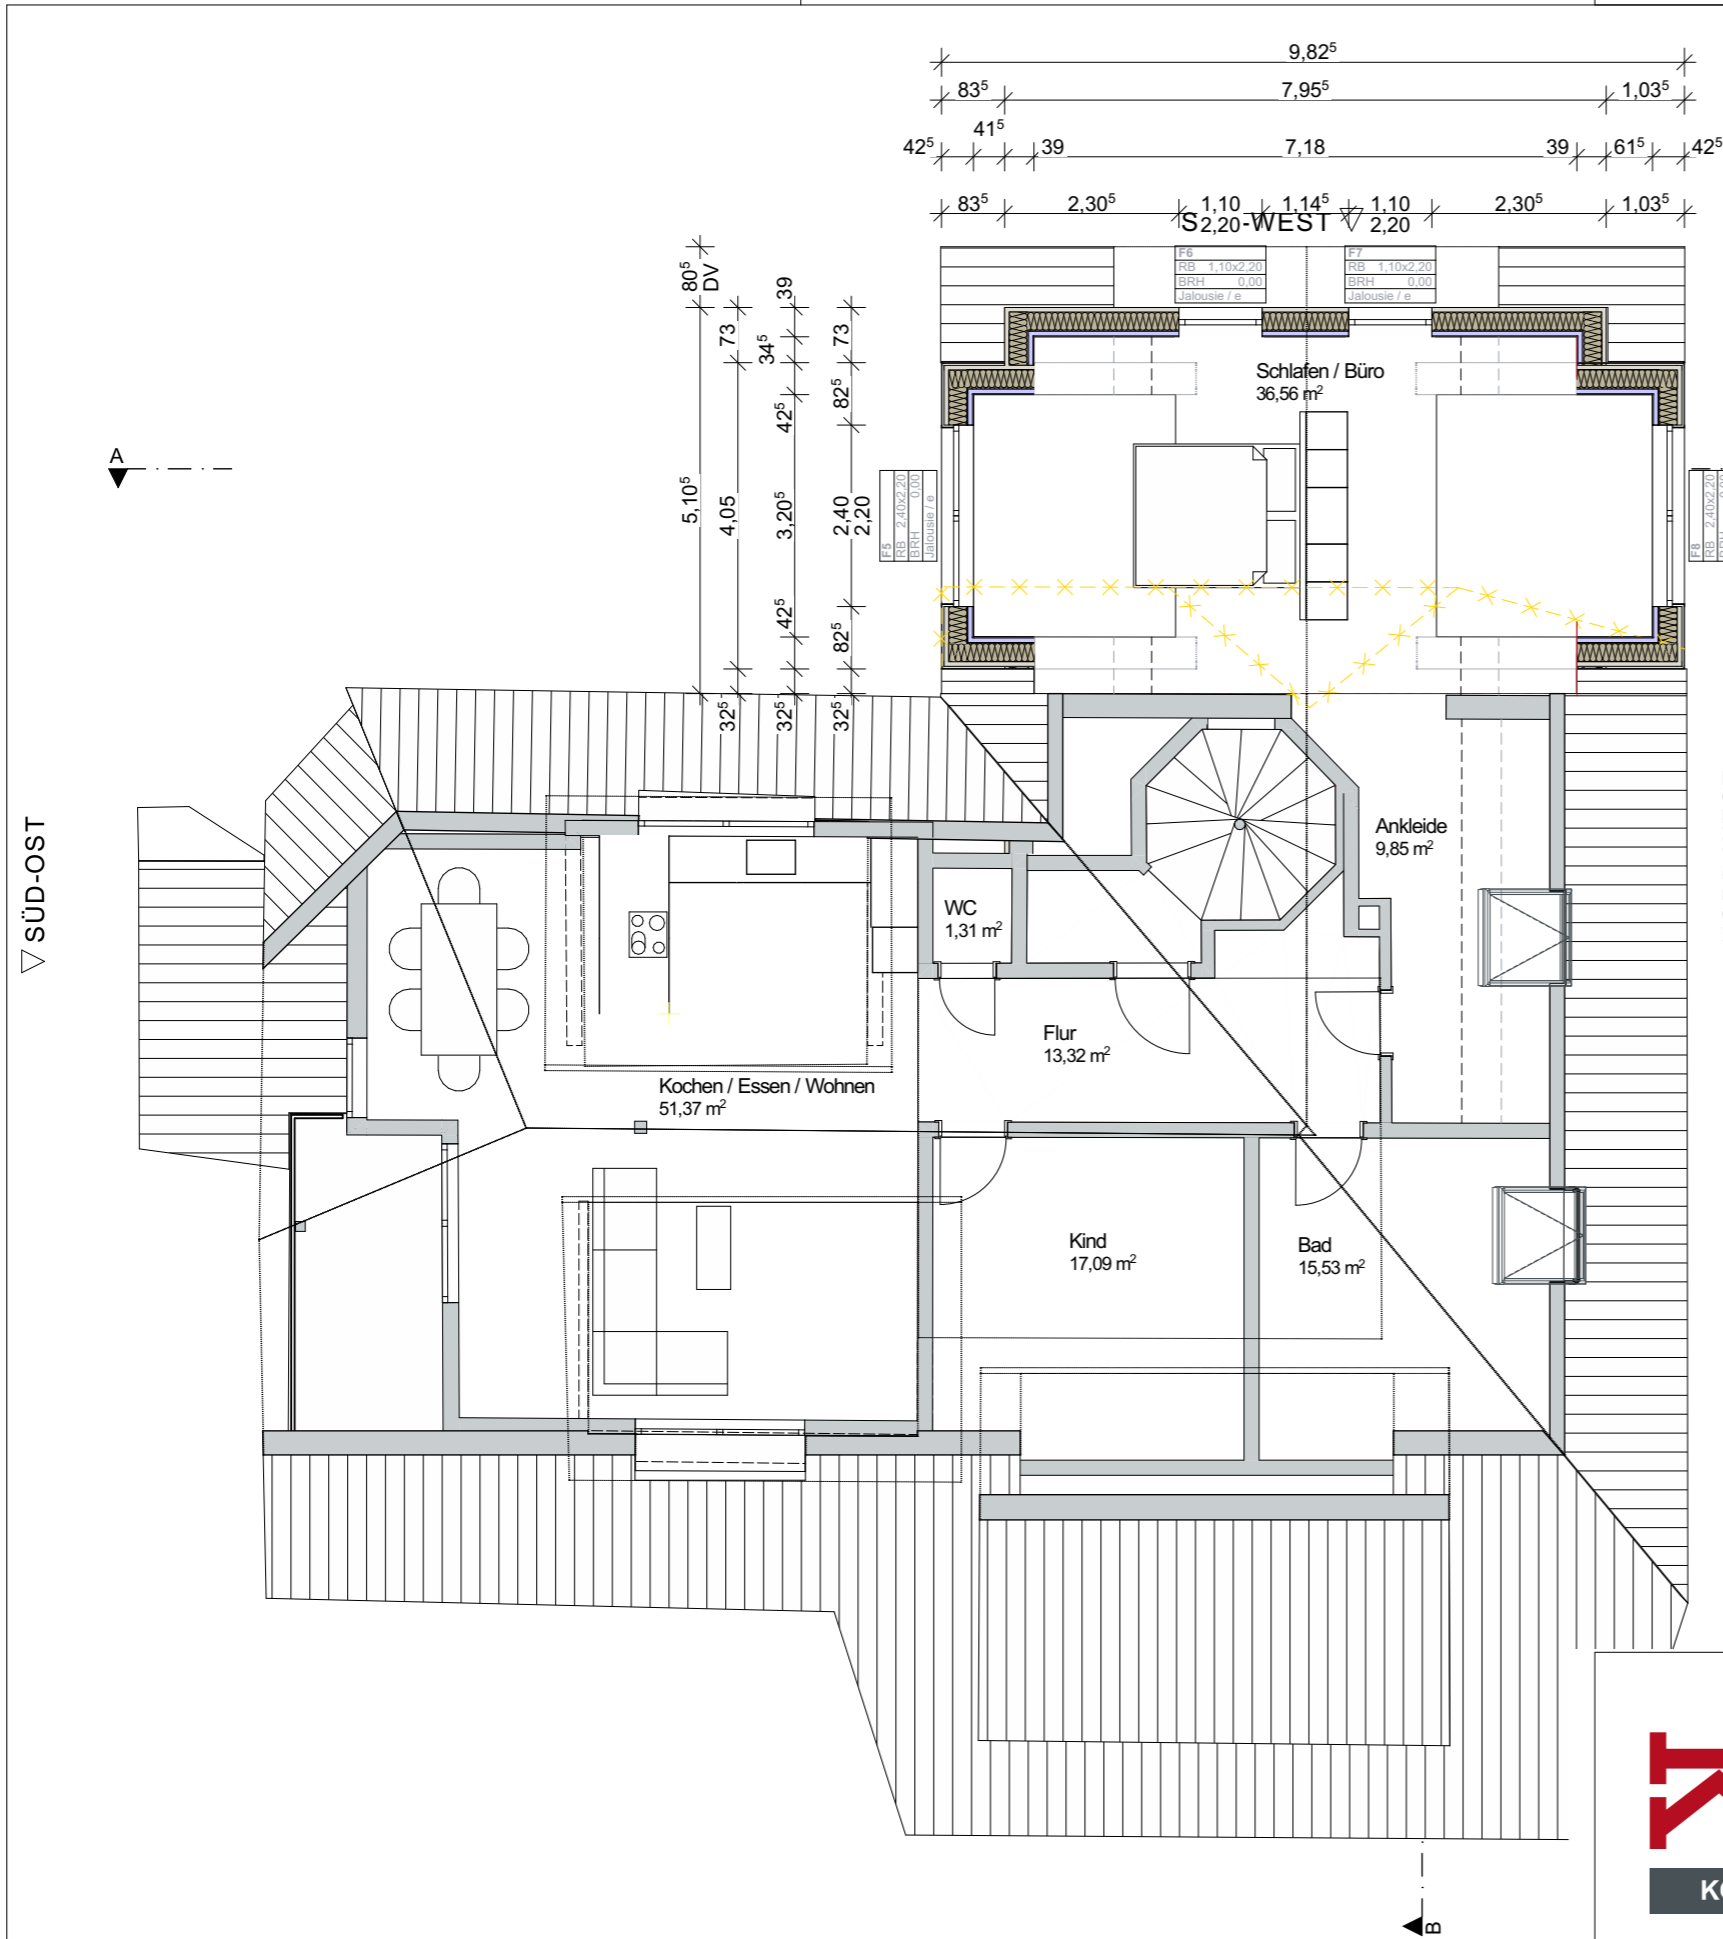 9,82⁵
83⁵ 7,95⁵ 1,03⁵
41⁵
42⁵ 39 7,18 39 61⁵ 42⁵
83⁵ 2,30⁵ 1,10 1,14⁵ 1,10 2,30⁵ 1,03⁵
2,20 2,20
S -WEST ▽
F6
RB 1,10x2,20
BRH 0,00
Jalousie / e
F7
RB 1,10x2,20
BRH 0,00
Jalousie / e
80⁵
DV
39
73
34⁵
73
82⁵
42⁵
5,10⁵
4,05
3,20⁵
2,40
2,20
42⁵
82⁵
32⁵
32⁵
32⁵
F5
RB 2,40x2,20
BRH 0,00
Jalousie / e
F8
RB 2,40x2,20
A
Schlafen / Büro
36,56 m²
▽ SÜD-OST
Ankleide
9,85 m²
WC
1,31 m²
Flur
13,32 m²
Kochen / Essen / Wohnen
51,37 m²
Kind
17,09 m²
Bad
15,53 m²
B